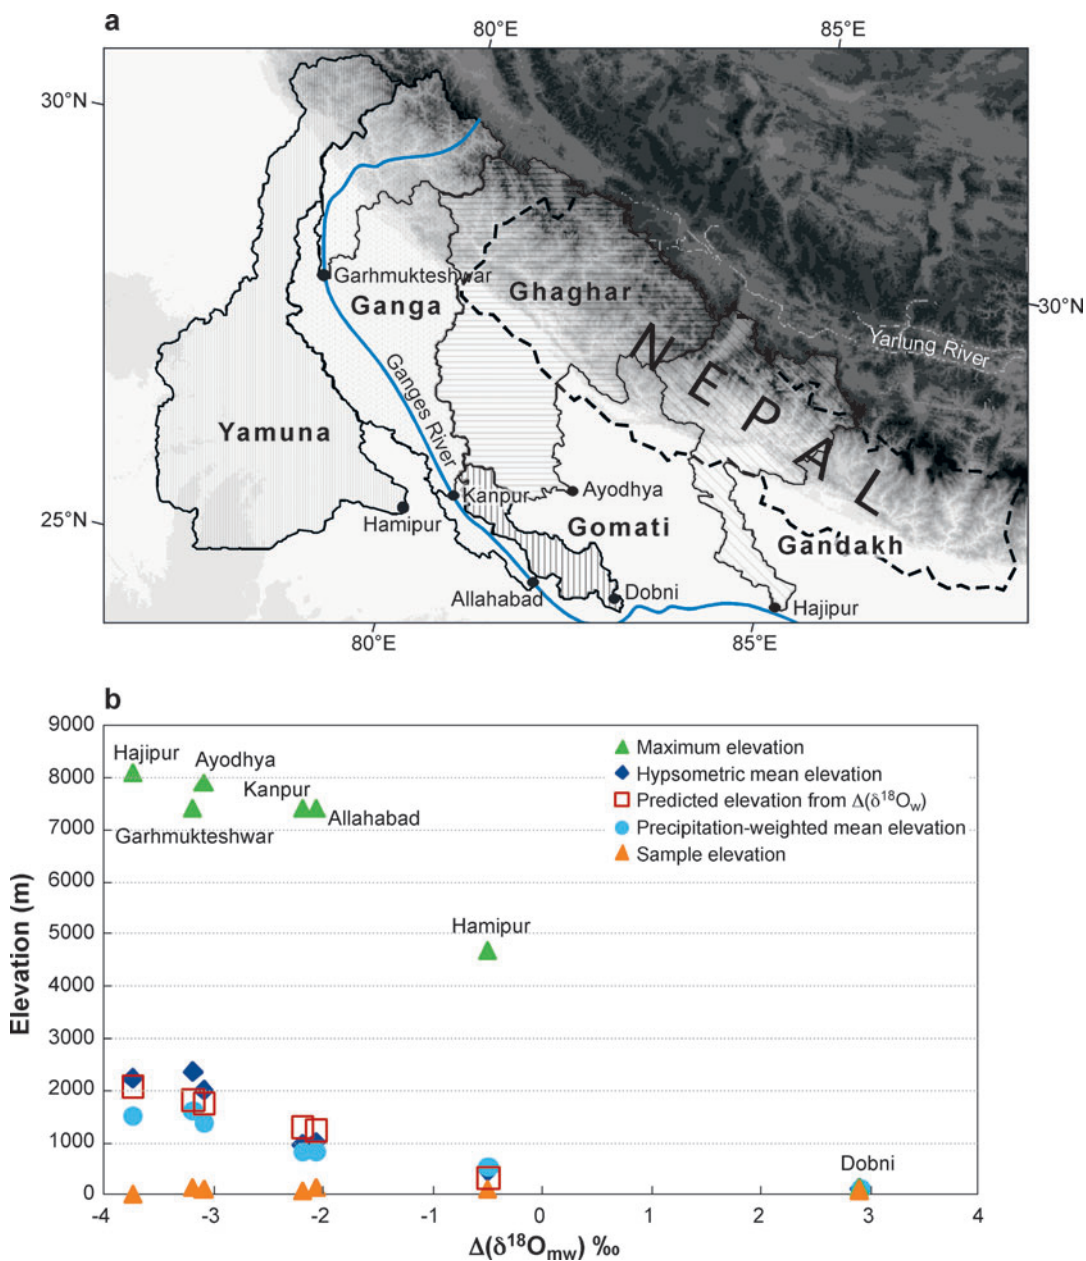 a
80°E
85°E
30°N
Garhmukteshwar
Ganga
Ghaghar
30°N
NEPAL
Yarlung River
Ganges River
Yamuna
Kanpur
Ayodhya
Hamipur
25°N
Gomati
Gandakh
Allahabad
Dobni
Hajipur
80°E
85°E
b
Elevation (m)
9000
8000
7000
6000
5000
4000
3000
2000
1000
0
Hajipur
Ayodhya
Kanpur
Garhmukteshwar
Allahabad
Hamipur
Dobni
Maximum elevation
Hypsometric mean elevation
Predicted elevation from Δ(δ¹⁸O_w)
Precipitation-weighted mean elevation
Sample elevation
-4 -3 -2 -1 0 1 2 3 4
Δ(δ¹⁸O_mw) ‰